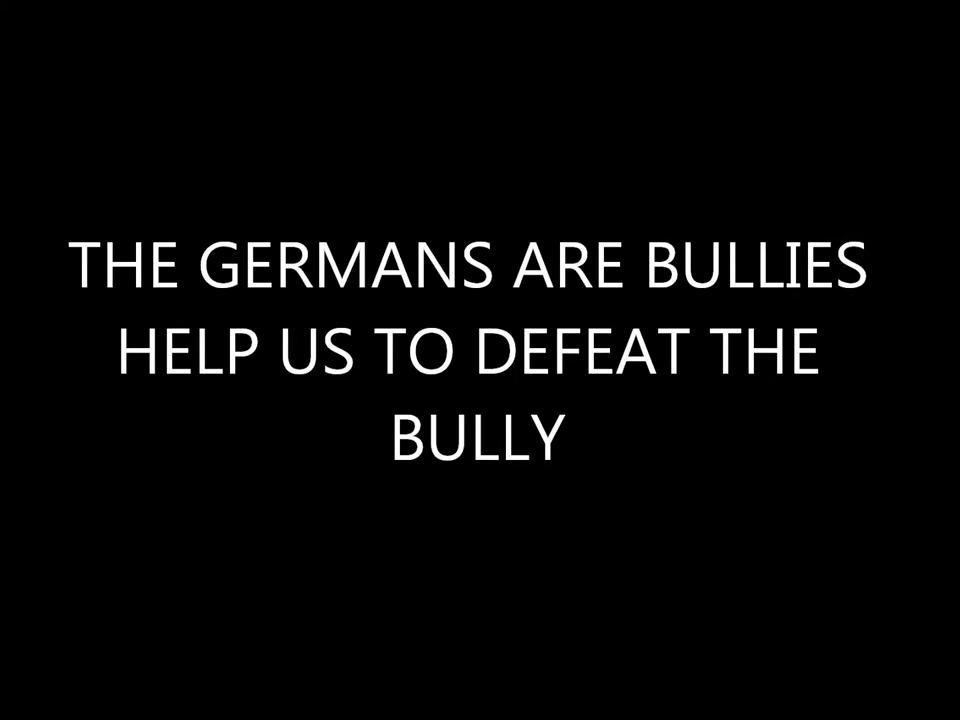 THE GERMANS ARE BULLIES
HELP US TO DEFEAT THE
BULLY